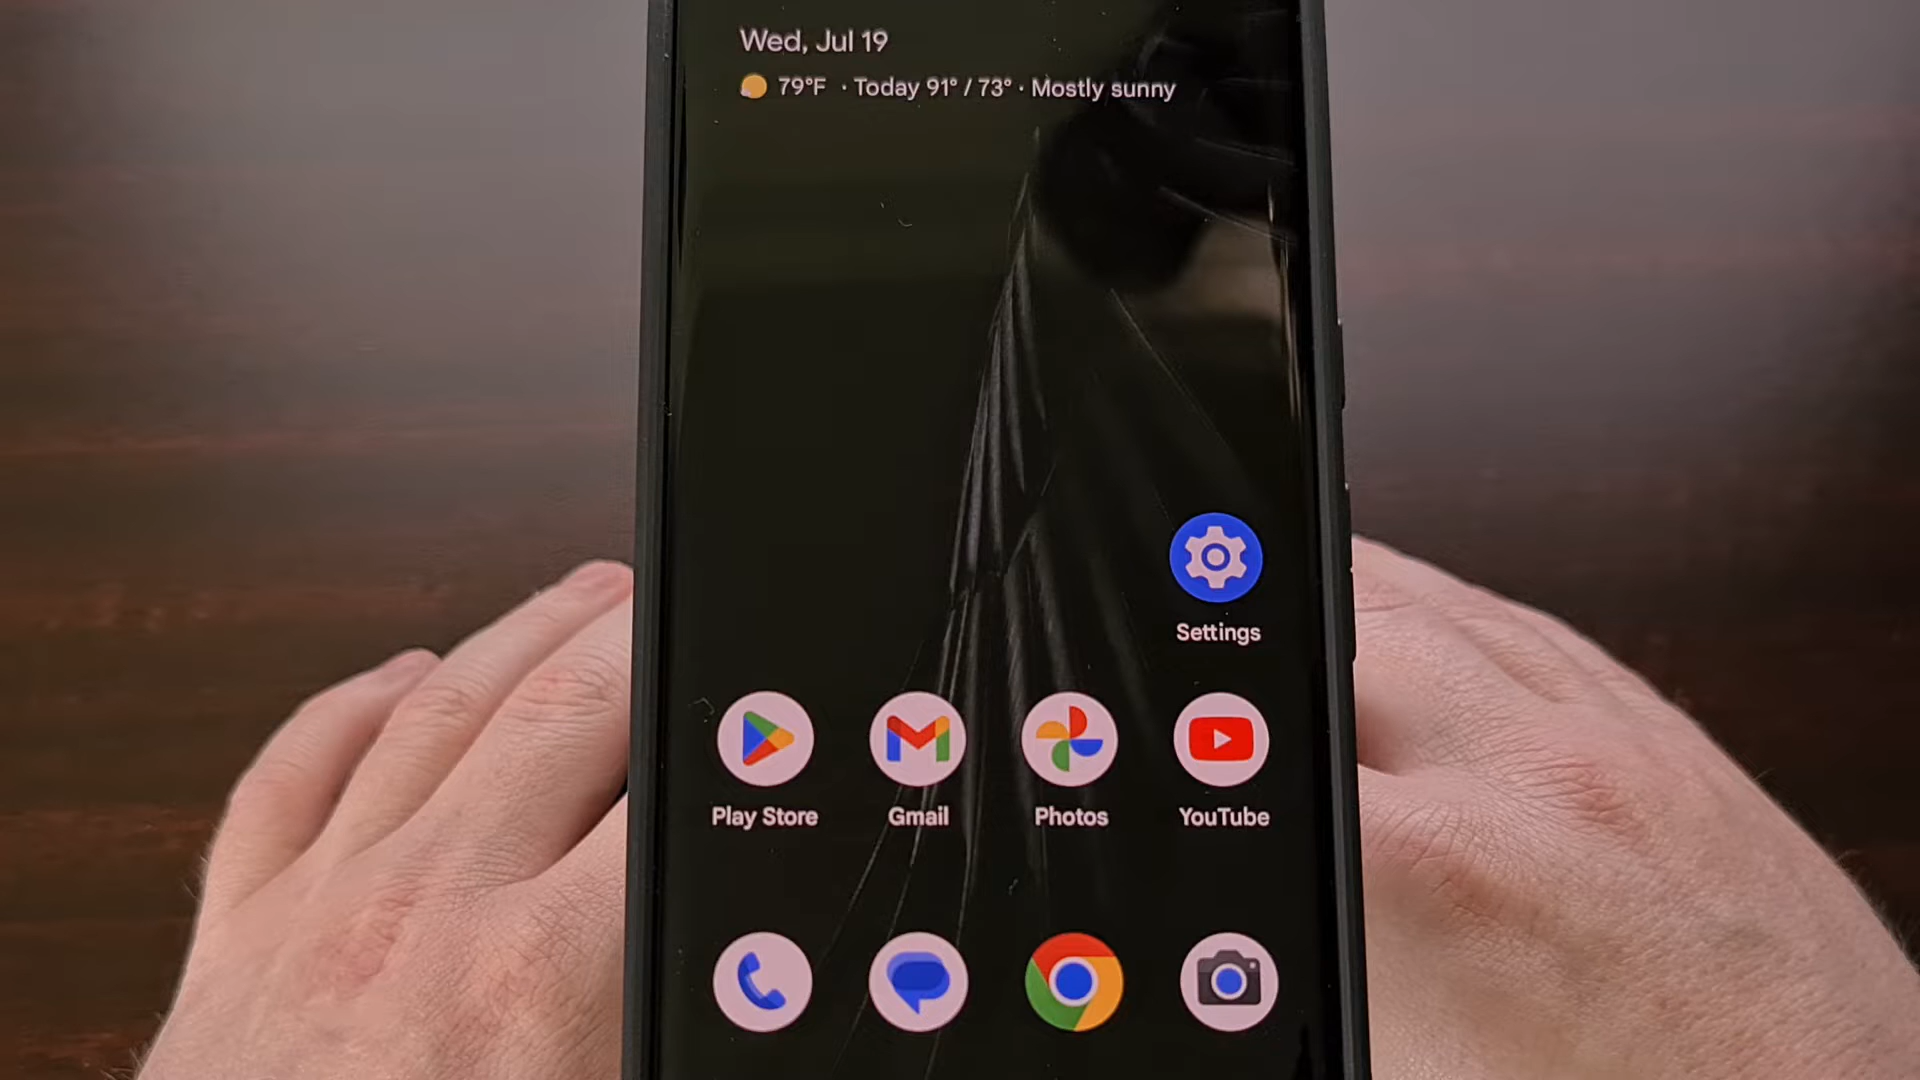 Wed, Jul 19
79°F · Today 91° / 73° · Mostly sunny
Settings
Play Store Gmail Photos YouTube